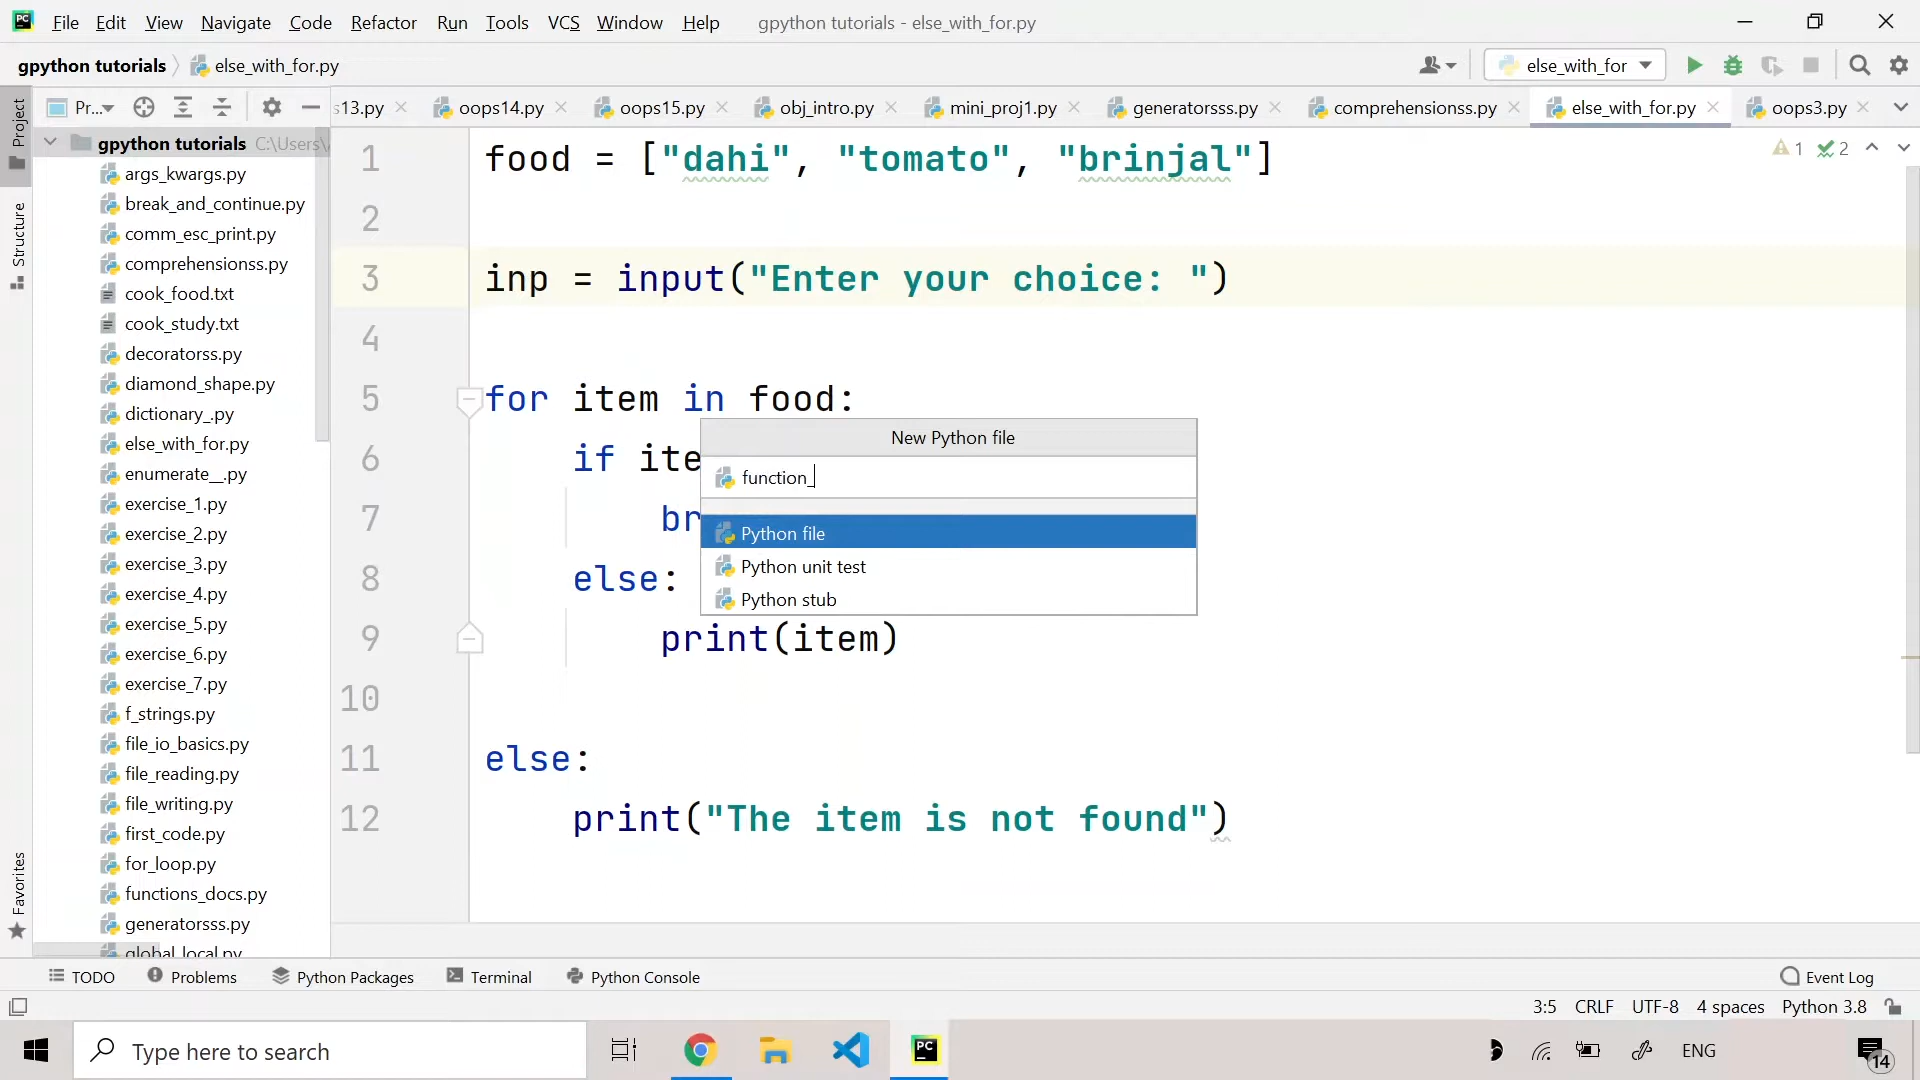 File Edit View Navigate Code Refactor Run Tools VCS Window Help gpython tutorials - else_with_for.py
gpython tutorials else_with_for.py else_with_for
Pr... s13.py oops14.py oops15.py obj_intro.py mini_proj1.py generatorsss.py comprehensionss.py else_with_for.py oops3.py
Project
Structure
Favorites
gpython tutorials C:\Users\
args_kwargs.py
break_and_continue.py
comm_esc_print.py
comprehensionss.py
cook_food.txt
cook_study.txt
decoratorss.py
diamond_shape.py
dictionary_.py
else_with_for.py
enumerate__.py
exercise_1.py
exercise_2.py
exercise_3.py
exercise_4.py
exercise_5.py
exercise_6.py
exercise_7.py
f_strings.py
file_io_basics.py
file_reading.py
file_writing.py
first_code.py
for_loop.py
functions_docs.py
generatorsss.py
global_local.py
1 food = ["dahi", "tomato", "brinjal"]
1 2
2
3 inp = input("Enter your choice: ")
4
5 for item in food:
6 if ite
7 br
8 else:
9 print(item)
10
11 else:
12 print("The item is not found")
New Python file
function_
Python file
Python unit test
Python stub
TODO Problems Python Packages Terminal Python Console Event Log
3:5 CRLF UTF-8 4 spaces Python 3.8
Type here to search PC ENG 14